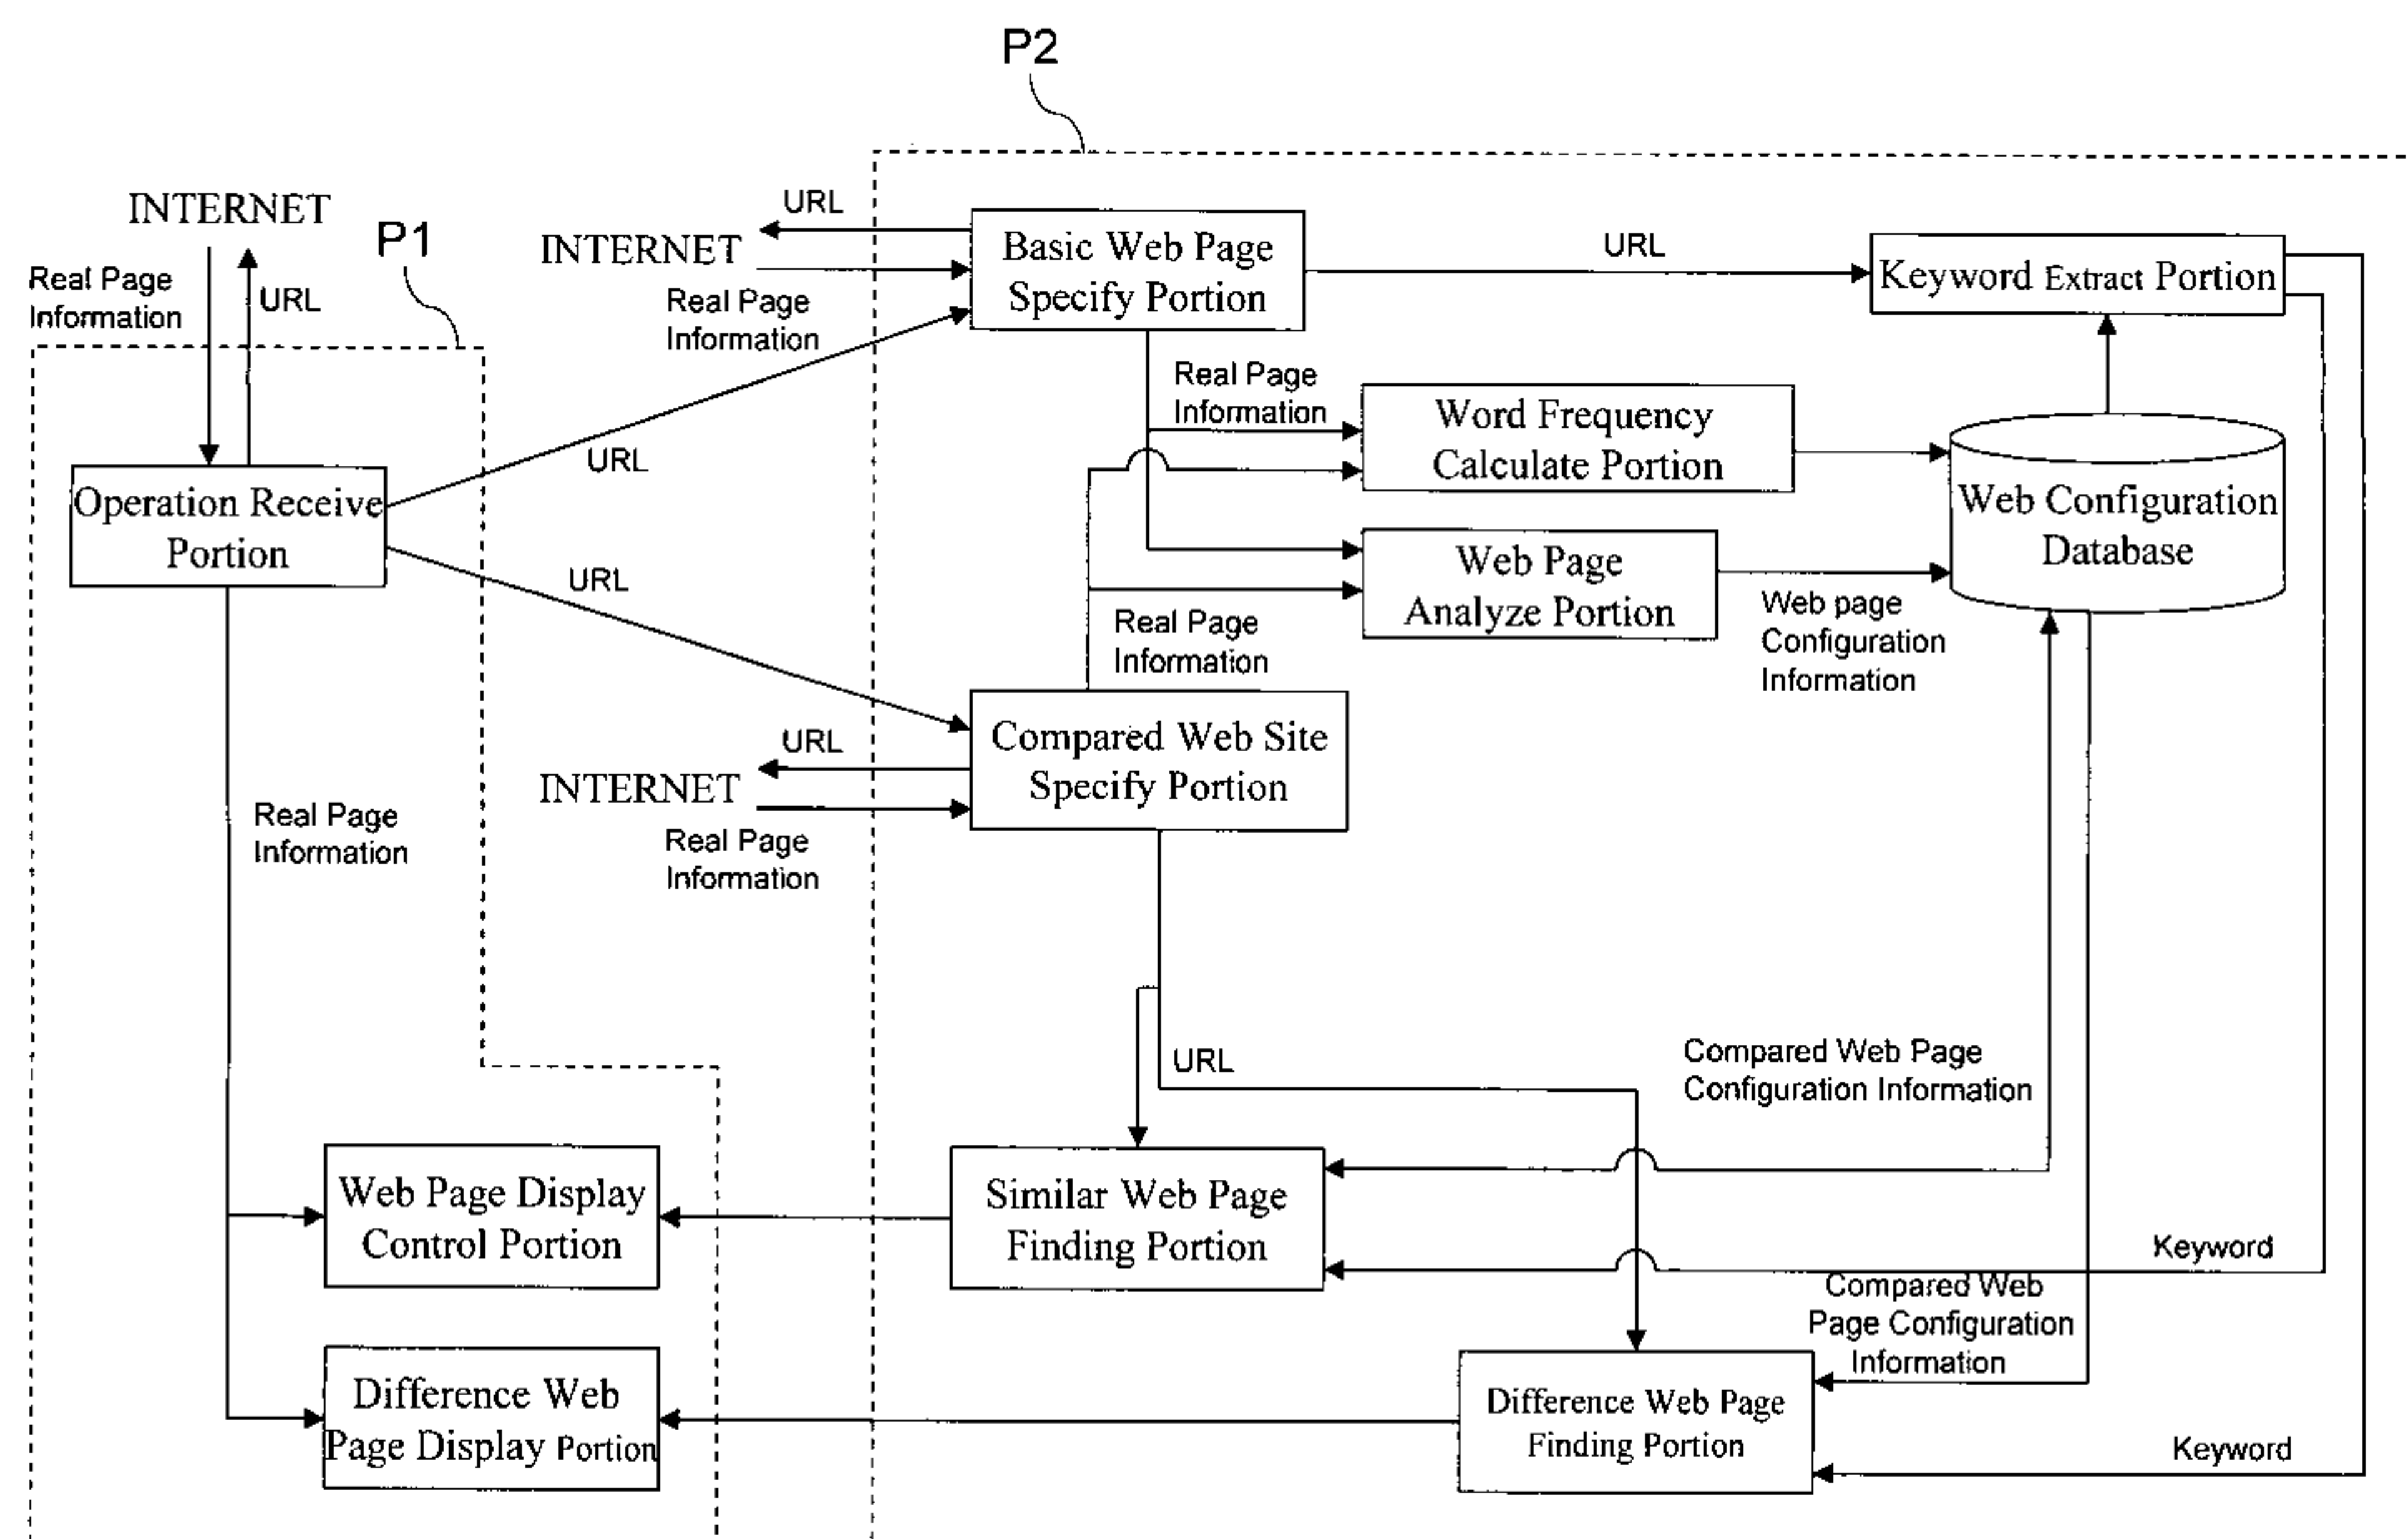 P2
INTERNET
P1
Real Page
Information
URL
URL
INTERNET
Real Page
Information
Basic Web Page
Specify Portion
URL
Keyword Extract Portion
Real Page
Information
Word Frequency
Calculate Portion
URL
Operation Receive
Portion
Web Configuration
Database
URL
Web Page
Analyze Portion
Web page
Configuration
Information
Real Page
Information
Compared Web Site
Specify Portion
URL
INTERNET
Real Page
Information
Real Page
Information
URL
Compared Web Page
Configuration Information
Web Page Display
Control Portion
Similar Web Page
Finding Portion
Keyword
Compared Web
Page Configuration
Information
Difference Web
Page Display Portion
Difference Web Page
Finding Portion
Keyword